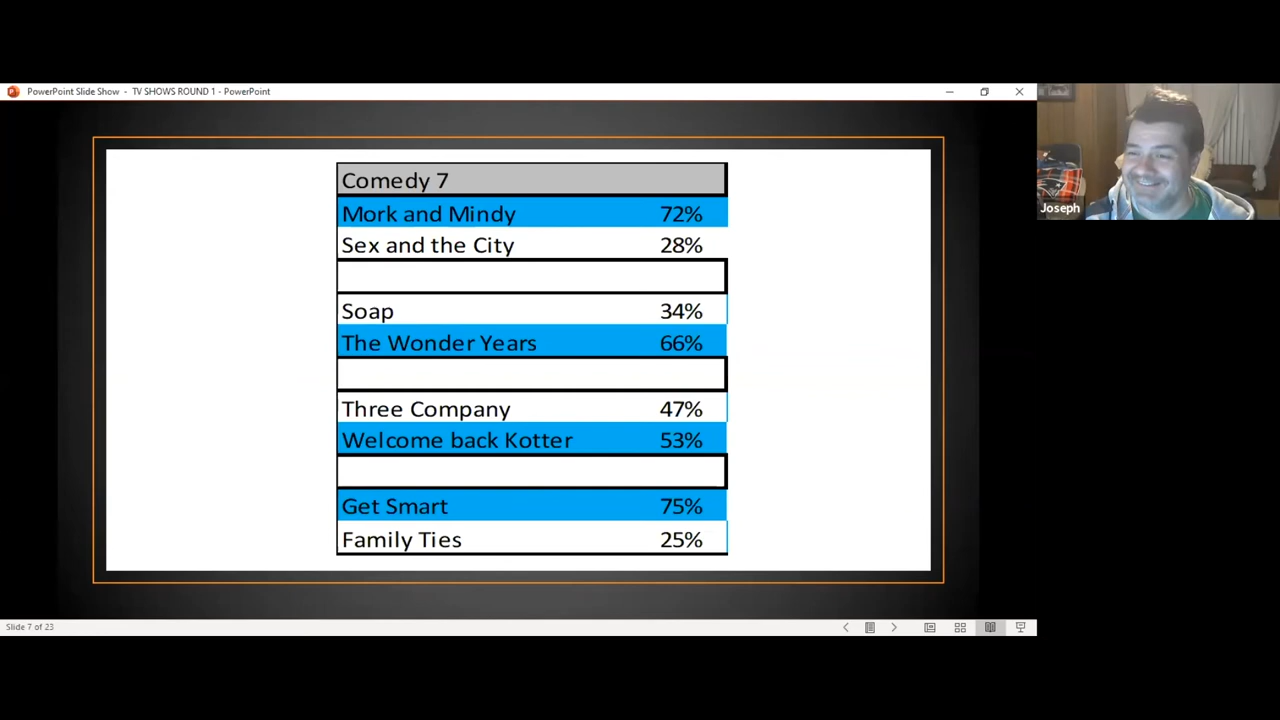 PowerPoint Slide Show - TV SHOWS ROUND 1 - PowerPoint
Comedy 7
Mork and Mindy 72%
Sex and the City 28%
Soap 34%
The Wonder Years 66%
Three Company 47%
Welcome back Kotter 53%
Get Smart 75%
Family Ties 25%
Joseph
Slide 7 of 23